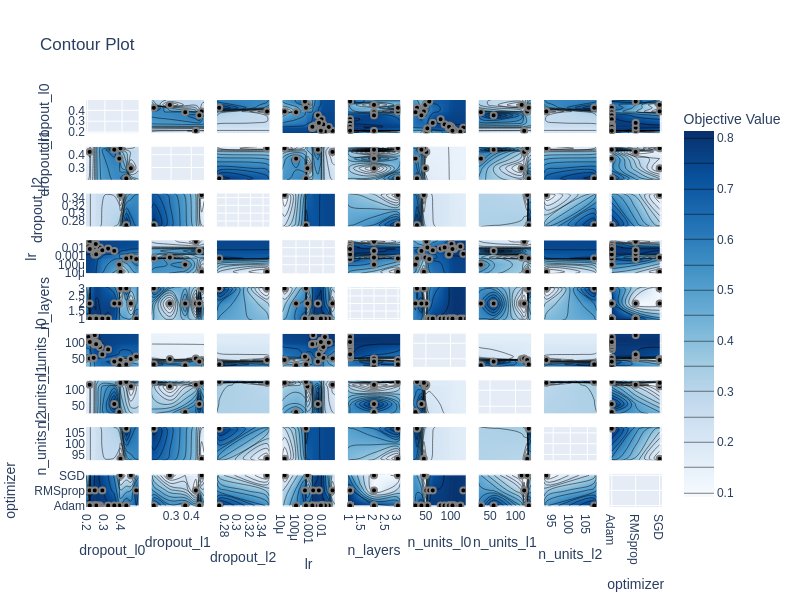 Contour Plot
Objective Value
0.8
0.7
0.6
0.5
0.4
0.3
0.2
0.1
dropout_l0
0.4
0.3
0.2
dropout_l1
0.4
0.3
dropout_l2
0.34
0.32
0.3
0.28
lr
0.01
0.001
100μ
10μ
n_layers
3
2.5
2
1.5
1
n_units_l0
100
50
n_units_l1
100
50
n_units_l2
105
100
95
optimizer
SGD
RMSprop
Adam
0.2 0.3 0.4
0.3 0.4
0.28 0.3 0.32 0.34
10μ 100μ 0.001 0.01
1 1.5 2 2.5 3
50 100
50 100
95 100 105
Adam RMSprop SGD
dropout_l0 dropout_l1 dropout_l2 lr n_layers n_units_l0 n_units_l1 n_units_l2 optimizer